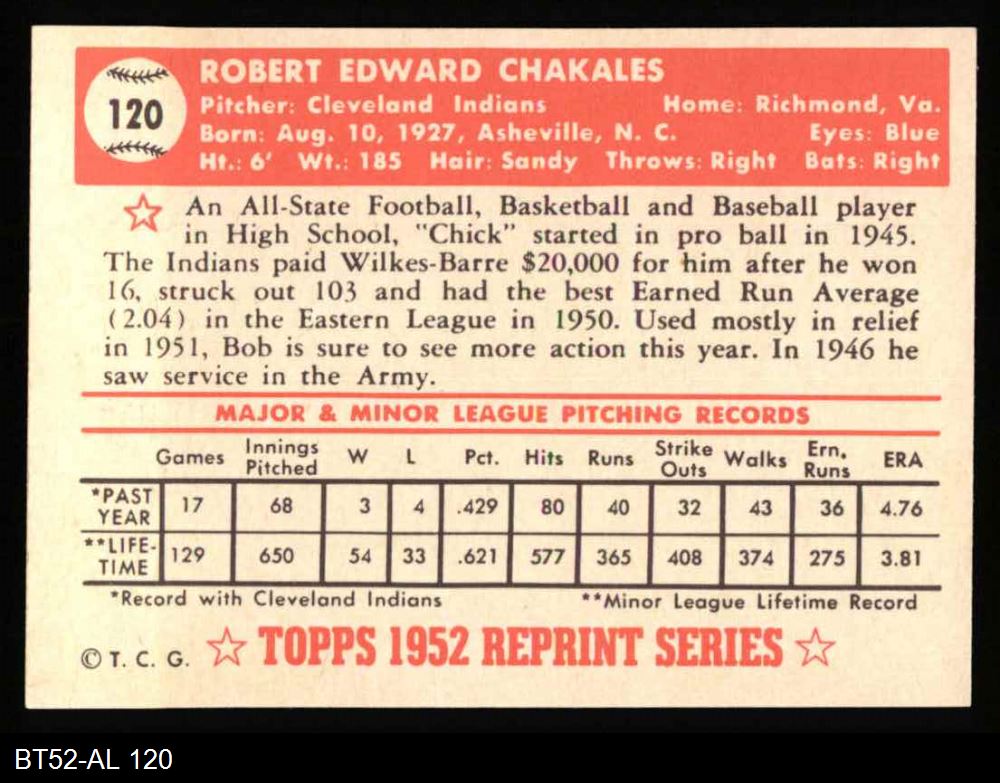 120
ROBERT EDWARD CHAKALES
Pitcher: Cleveland Indians Home: Richmond, Va.
Born: Aug. 10, 1927, Asheville, N. C. Eyes: Blue
Ht.: 6' Wt.: 185 Hair: Sandy Throws: Right Bats: Right
An All-State Football, Basketball and Baseball player
in High School, "Chick" started in pro ball in 1945.
The Indians paid Wilkes-Barre $20,000 for him after he won
16, struck out 103 and had the best Earned Run Average
(2.04) in the Eastern League in 1950. Used mostly in relief
in 1951, Bob is sure to see more action this year. In 1946 he
saw service in the Army.
MAJOR & MINOR LEAGUE PITCHING RECORDS
Games Innings Pitched W L Pct. Hits Runs Strike Outs Walks Ern. Runs ERA
*PAST YEAR 17 68 3 4 .429 80 40 32 43 36 4.76
**LIFE-TIME 129 650 54 33 .621 577 365 408 374 275 3.81
*Record with Cleveland Indians **Minor League Lifetime Record
© T. C. G. TOPPS 1952 REPRINT SERIES
BT52-AL 120